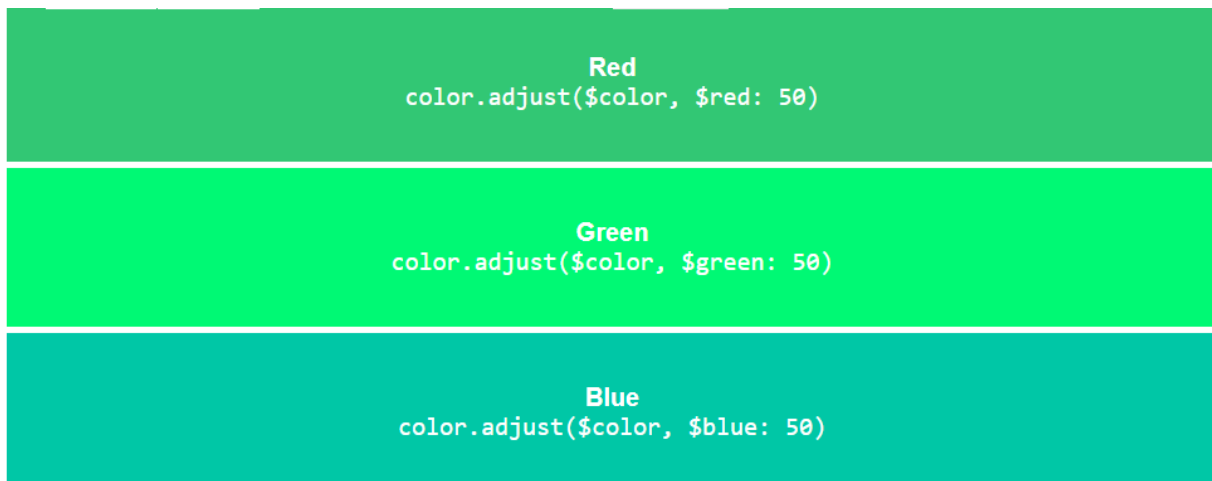 Red
color.adjust($color, $red: 50)
Green
color.adjust($color, $green: 50)
Blue
color.adjust($color, $blue: 50)